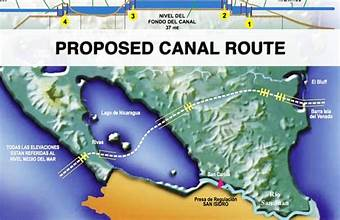 4
3
2
1
NIVEL DEL /
FONDO DEL CANAL
37 mt
PROPOSED CANAL ROUTE
El Bluff
Lago de Nicaragua
Barra Isla
del Venado
TODAS LAS ELEVACIONES
ESTAN REFERIDAS AL
NIVEL MEDIO DEL MAR
Rivas
San Carlos
Presa de Regulación
SAN ISIDRO
Río
San Juan